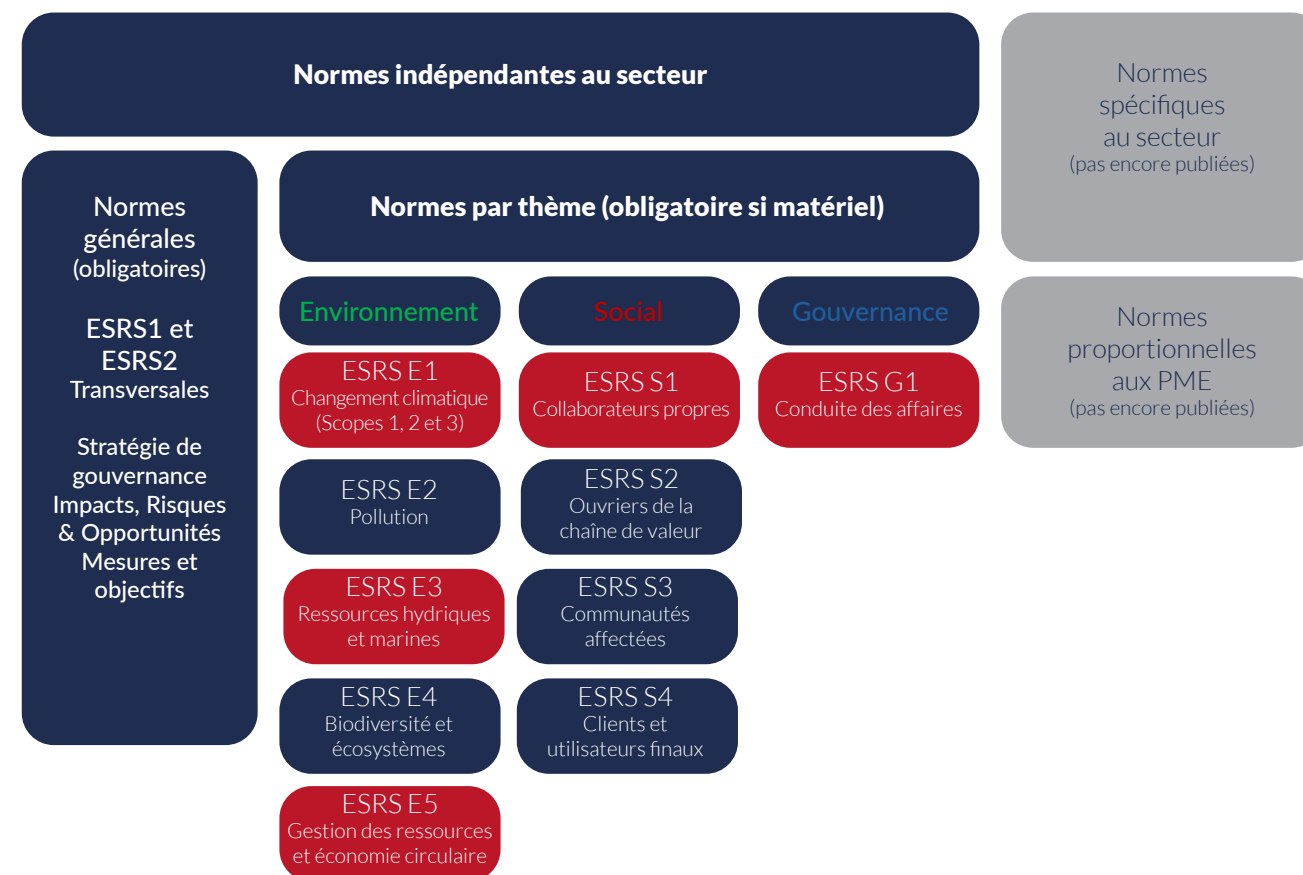 Normes indépendantes au secteur
Normes
spécifiques
au secteur
(pas encore publiées)
Normes
générales
(obligatoires)
ESRS1 et
ESRS2
Transversales
Stratégie de
gouvernance
Impacts, Risques
& Opportunités
Mesures et
objectifs
Normes par thème (obligatoire si matériel)
Environnement
ESRS E1
Changement climatique
(Scopes 1, 2 et 3)
ESRS E2
Pollution
ESRS E3
Ressources hydriques
et marines
ESRS E4
Biodiversité et
écosystèmes
ESRS E5
Gestion des ressources
et économie circulaire
Social
ESRS S1
Collaborateurs propres
ESRS S2
Ouvriers de la
chaîne de valeur
ESRS S3
Communautés
affectées
ESRS S4
Clients et
utilisateurs finaux
Gouvernance
ESRS G1
Conduite des affaires
Normes
proportionnelles
aux PME
(pas encore publiées)